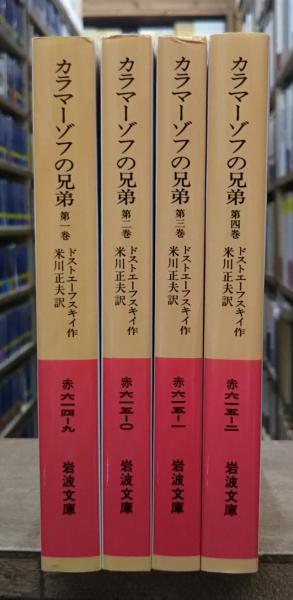 カラマーゾフの兄弟 第一巻
ドストエーフスキイ作
米川正夫訳
赤 六一四-九
岩波文庫
カラマーゾフの兄弟 第二巻
ドストエーフスキイ作
米川正夫訳
赤 六一五-〇
岩波文庫
カラマーゾフの兄弟 第三巻
ドストエーフスキイ作
米川正夫訳
赤 六一五-一
岩波文庫
カラマーゾフの兄弟 第四巻
ドストエーフスキイ作
米川正夫訳
赤 六一五-二
岩波文庫